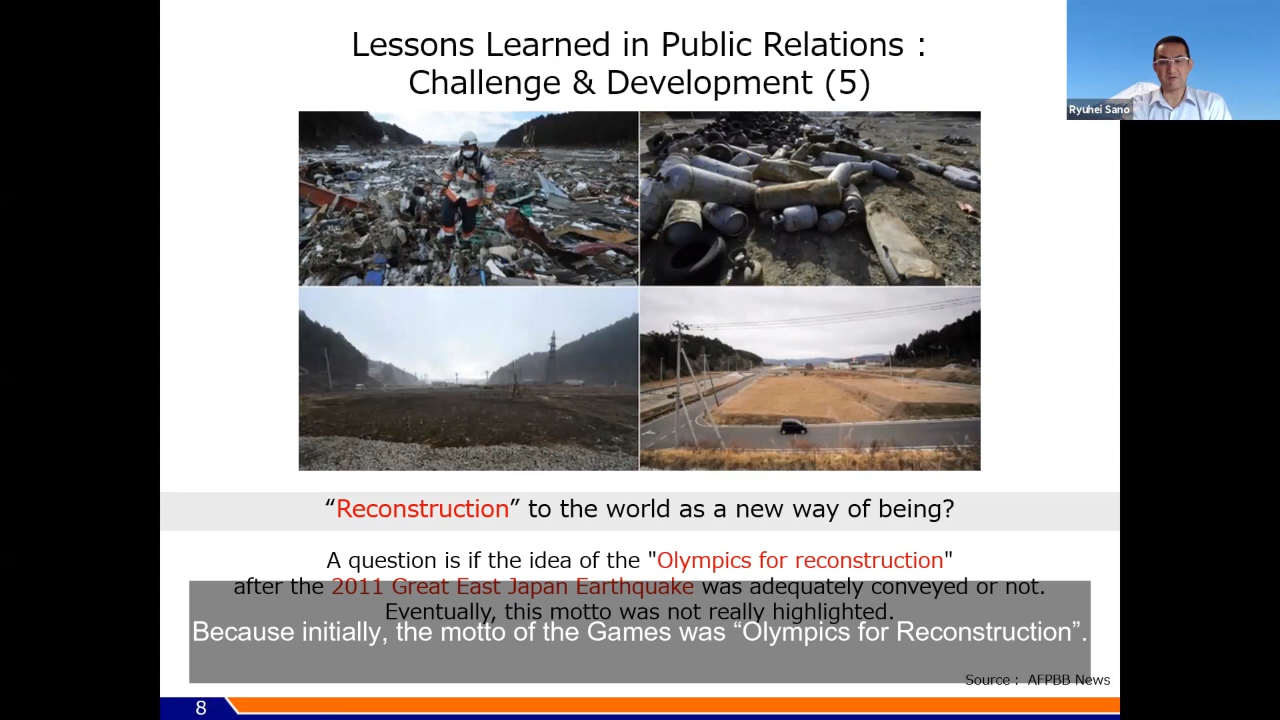 Lessons Learned in Public Relations :
Challenge & Development (5)
Ryuhei Sano
“Reconstruction” to the world as a new way of being?
A question is if the idea of the "Olympics for reconstruction"
after the 2011 Great East Japan Earthquake was adequately conveyed or not.
Eventually, this motto was not really highlighted.
Because initially, the motto of the Games was “Olympics for Reconstruction”.
Source : AFPBB News
8